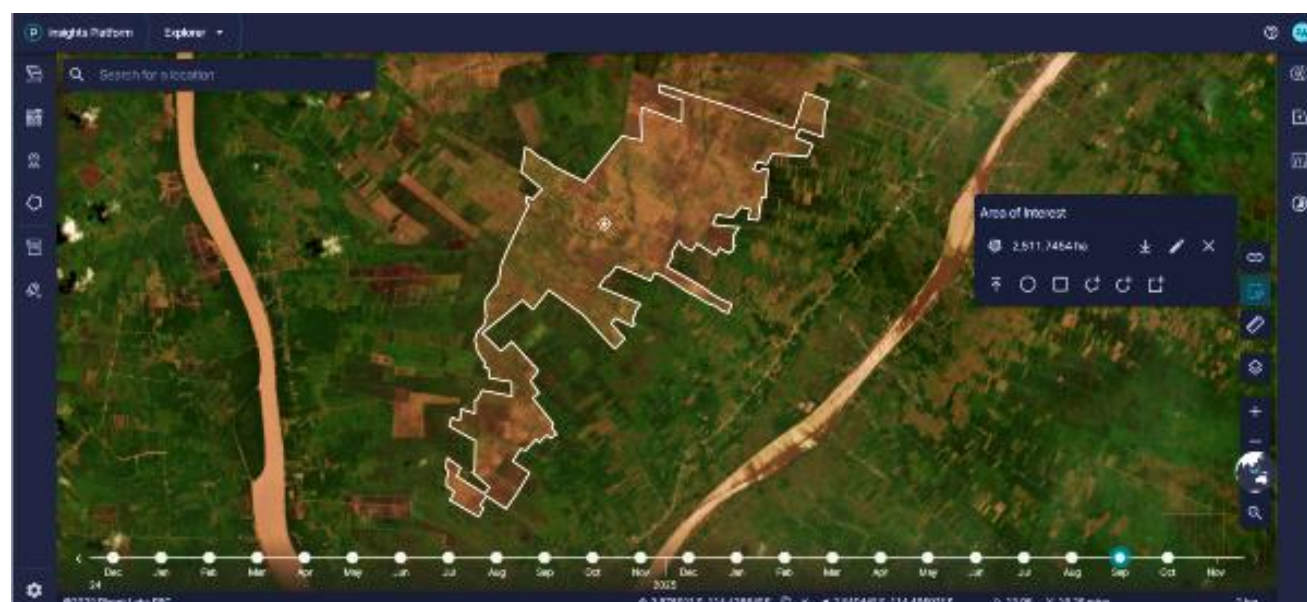 Insights Platform Explorer
Search for a location
Area of Interest
2,511.7454 ha
Dec Jan Feb Mar Apr May Jun Jul Aug Sep Oct Nov Dec Jan Feb Mar Apr May Jun Jul Aug Sep Oct Nov
24 2025